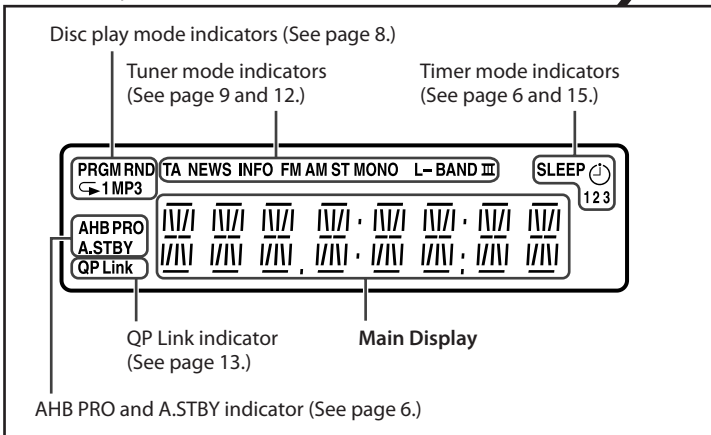 Disc play mode indicators (See page 8.)
Tuner mode indicators
(See page 9 and 12.)
Timer mode indicators
(See page 6 and 15.)
PRGM RND
1 MP3
TA NEWS INFO FM AM ST MONO L–BAND III
SLEEP
1 2 3
AHB PRO
A.STBY
QP Link
QP Link indicator
(See page 13.)
Main Display
AHB PRO and A.STBY indicator (See page 6.)